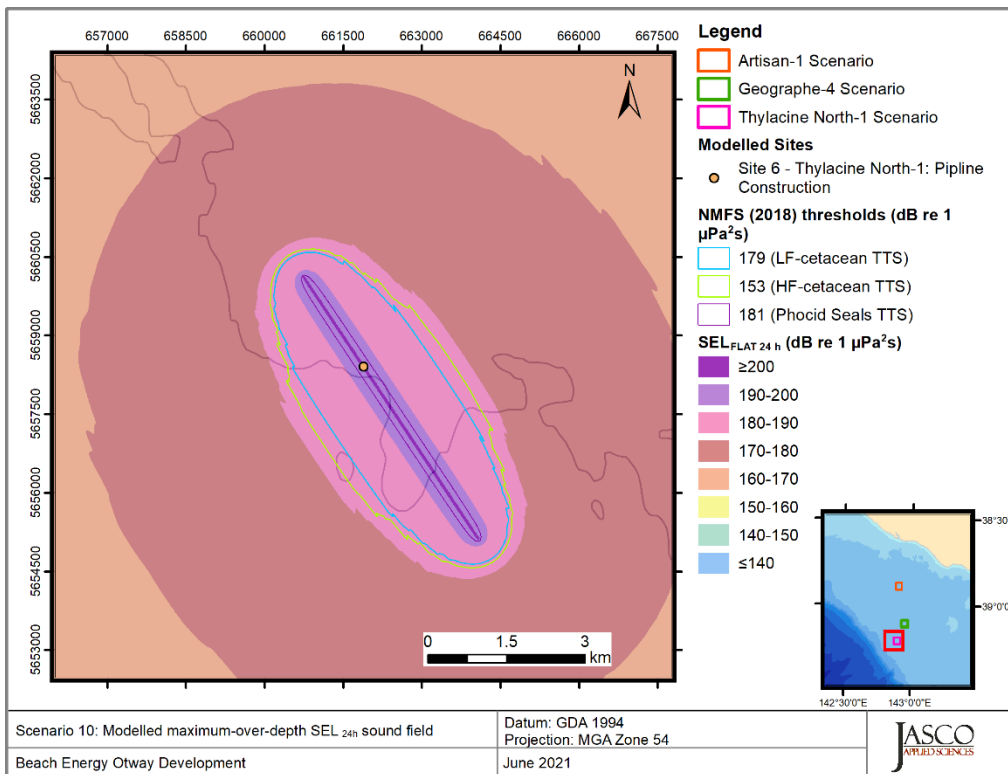 657000 658500 660000 661500 663000 664500 666000 667500
5663500
5662000
5660500
5659000
5657500
5656000
5654500
5653000
N
0 1.5 3
km
Legend
Artisan-1 Scenario
Geographe-4 Scenario
Thylacine North-1 Scenario
Modelled Sites
Site 6 - Thylacine North-1: Pipline
Construction
NMFS (2018) thresholds (dB re 1
µPa²s)
179 (LF-cetacean TTS)
153 (HF-cetacean TTS)
181 (Phocid Seals TTS)
SEL FLAT 24 h (dB re 1 µPa²s)
≥200
190-200
180-190
170-180
160-170
150-160
140-150
≤140
38°30'
39°0'0
142°30'0"E 143°0'0"E
Scenario 10: Modelled maximum-over-depth SEL 24h sound field
Datum: GDA 1994
Projection: MGA Zone 54
Beach Energy Otway Development
June 2021
JASCO
APPLIED SCIENCES